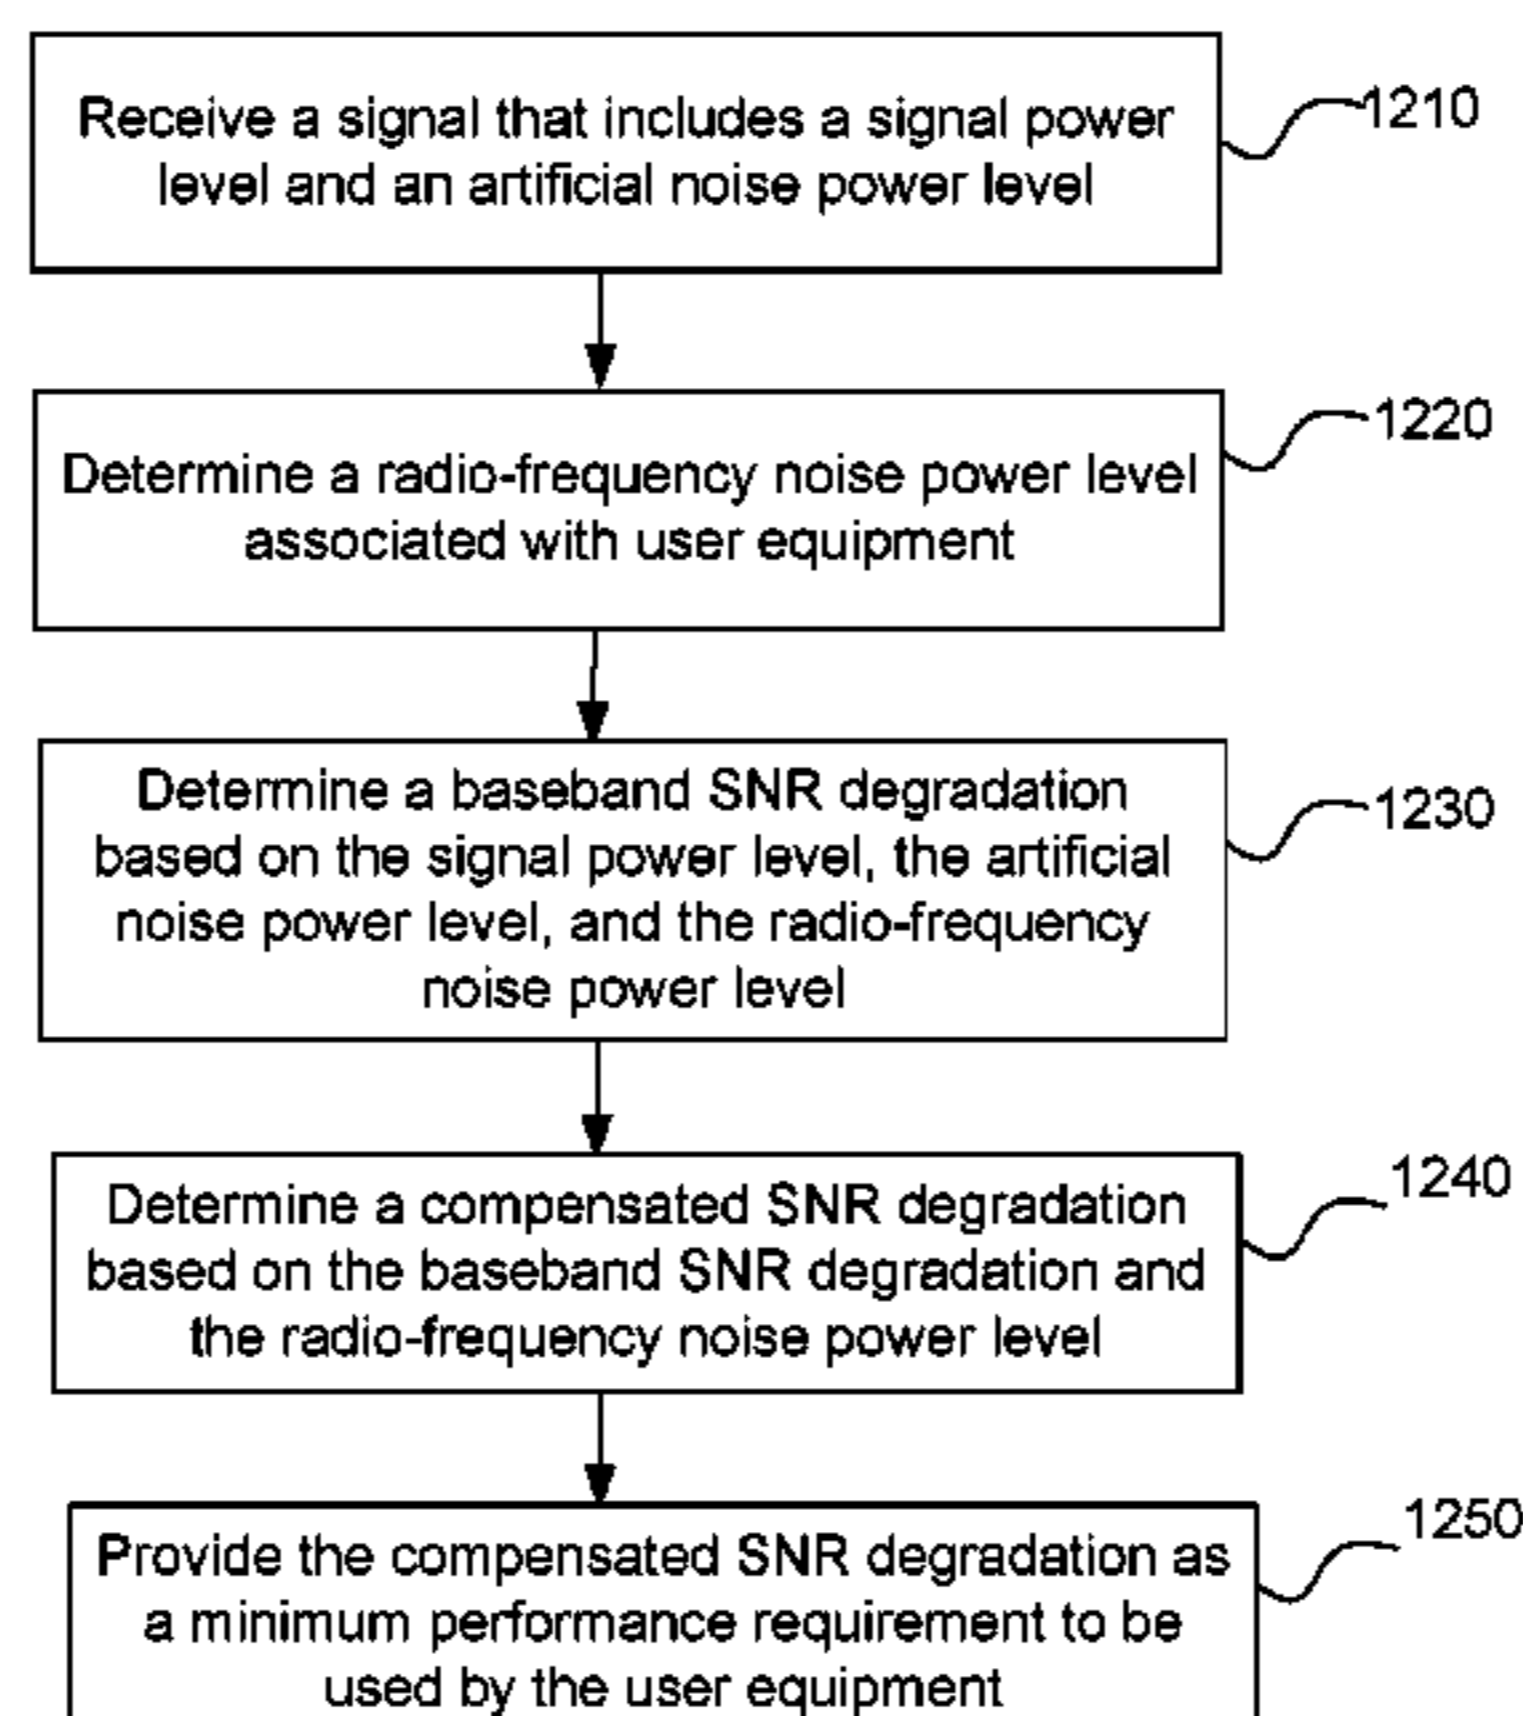 Receive a signal that includes a signal power
level and an artificial noise power level
1210
Determine a radio-frequency noise power level
associated with user equipment
1220
Determine a baseband SNR degradation
based on the signal power level, the artificial
noise power level, and the radio-frequency
noise power level
1230
Determine a compensated SNR degradation
based on the baseband SNR degradation and
the radio-frequency noise power level
1240
Provide the compensated SNR degradation as
a minimum performance requirement to be
used by the user equipment
1250